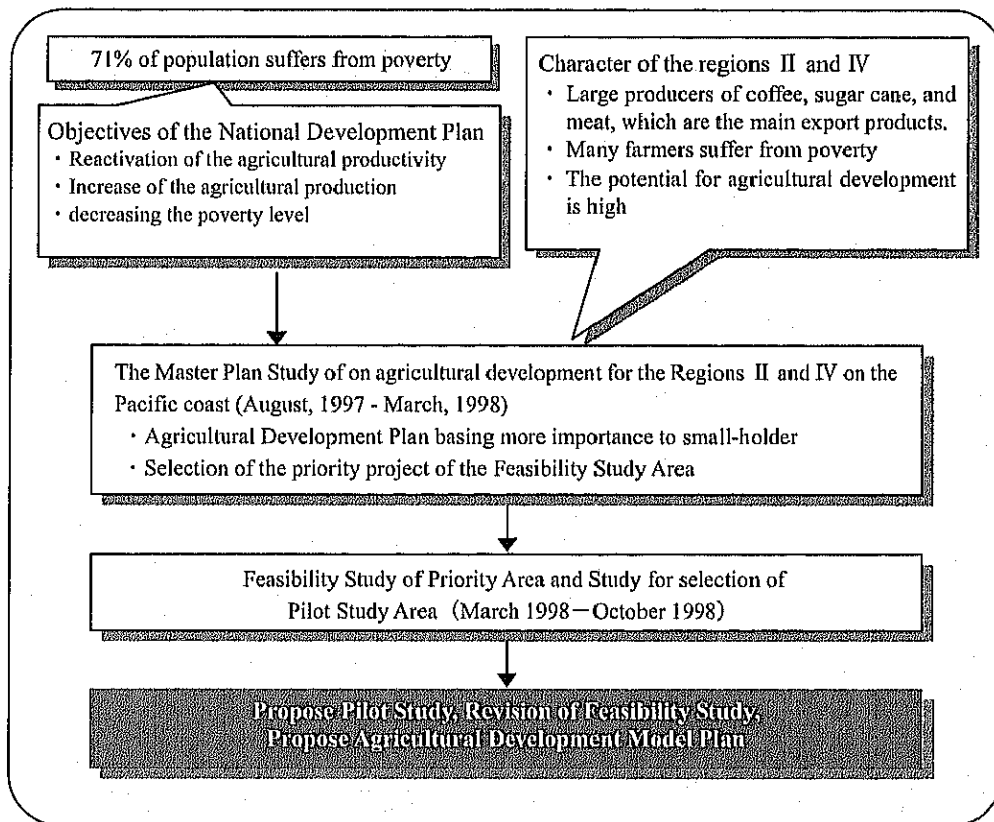 71% of population suffers from poverty
Objectives of the National Development Plan
・ Reactivation of the agricultural productivity
・ Increase of the agricultural production
・ decreasing the poverty level
Character of the regions Ⅱ and Ⅳ
・ Large producers of coffee, sugar cane, and
meat, which are the main export products.
・ Many farmers suffer from poverty
・ The potential for agricultural development
is high
The Master Plan Study of on agricultural development for the Regions Ⅱ and Ⅳ on the
Pacific coast (August, 1997 - March, 1998)
・ Agricultural Development Plan basing more importance to small-holder
・ Selection of the priority project of the Feasibility Study Area
Feasibility Study of Priority Area and Study for selection of
Pilot Study Area (March 1998－October 1998)
Propose Pilot Study, Revision of Feasibility Study,
Propose Agricultural Development Model Plan